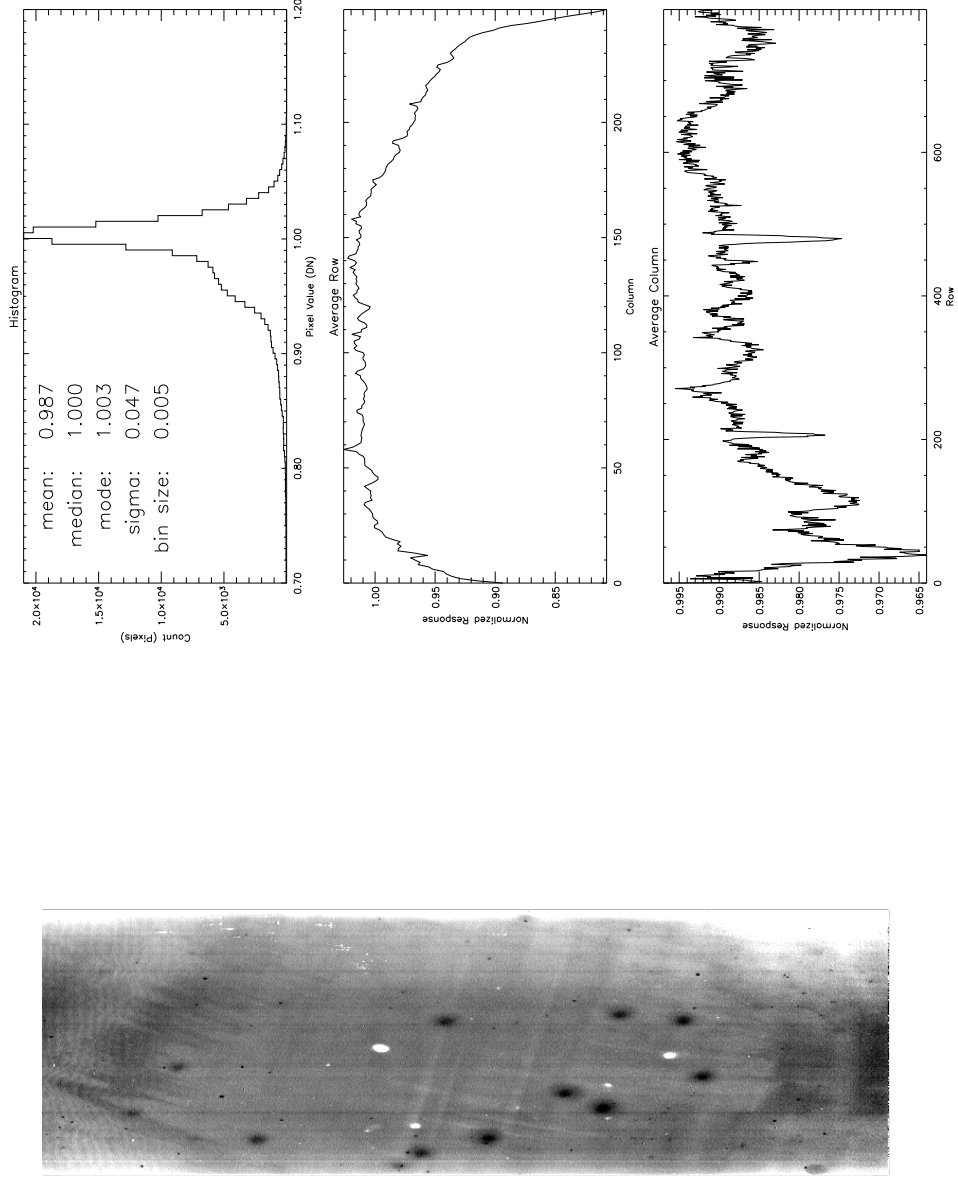 Histogram
2.0×10⁴
1.5×10⁴
1.0×10⁴
5.0×10³
Count (Pixels)
mean: 0.987
median: 1.000
mode: 1.003
sigma: 0.047
bin size: 0.005
0.70
0.80
0.90
1.00
1.10
1.20
Pixel Value (DN)
Average Row
1.00
0.95
0.90
0.85
Normalized Response
0
50
100
150
200
Column
Average Column
0.995
0.990
0.985
0.980
0.975
0.970
0.965
Normalized Response
0
200
400
600
Row